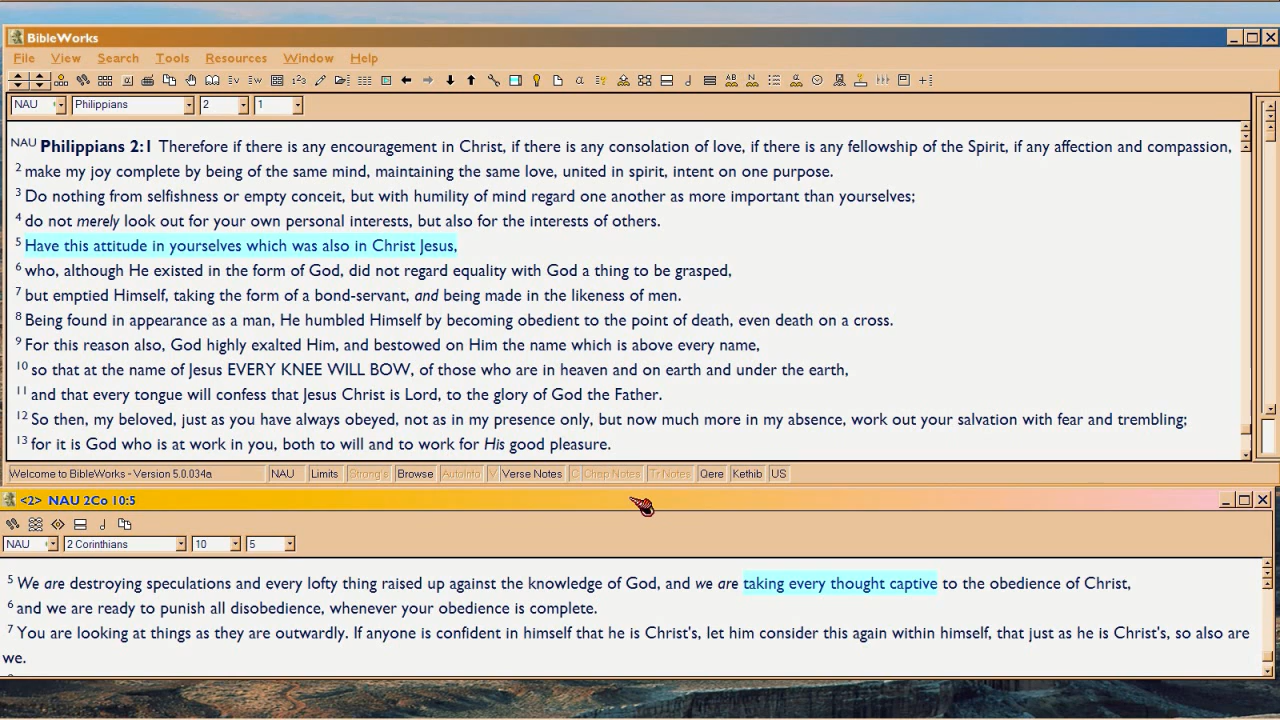 BibleWorks
File View Search Tools Resources Window Help
NAU Philippians 2 1
NAU Philippians 2:1 Therefore if there is any encouragement in Christ, if there is any consolation of love, if there is any fellowship of the Spirit, if any affection and compassion,
2 make my joy complete by being of the same mind, maintaining the same love, united in spirit, intent on one purpose.
3 Do nothing from selfishness or empty conceit, but with humility of mind regard one another as more important than yourselves;
4 do not merely look out for your own personal interests, but also for the interests of others.
5 Have this attitude in yourselves which was also in Christ Jesus,
6 who, although He existed in the form of God, did not regard equality with God a thing to be grasped,
7 but emptied Himself, taking the form of a bond-servant, and being made in the likeness of men.
8 Being found in appearance as a man, He humbled Himself by becoming obedient to the point of death, even death on a cross.
9 For this reason also, God highly exalted Him, and bestowed on Him the name which is above every name,
10 so that at the name of Jesus EVERY KNEE WILL BOW, of those who are in heaven and on earth and under the earth,
11 and that every tongue will confess that Jesus Christ is Lord, to the glory of God the Father.
12 So then, my beloved, just as you have always obeyed, not as in my presence only, but now much more in my absence, work out your salvation with fear and trembling;
13 for it is God who is at work in you, both to will and to work for His good pleasure.
Welcome to BibleWorks - Version 5.0.034a NAU Limits Strong's Browse AutoInfo V Verse Notes C Chap Notes Tr Notes Qere Kethib US
<2> NAU 2Co 10:5
NAU 2 Corinthians 10 5
5 We are destroying speculations and every lofty thing raised up against the knowledge of God, and we are taking every thought captive to the obedience of Christ,
6 and we are ready to punish all disobedience, whenever your obedience is complete.
7 You are looking at things as they are outwardly. If anyone is confident in himself that he is Christ's, let him consider this again within himself, that just as he is Christ's, so also are
we.